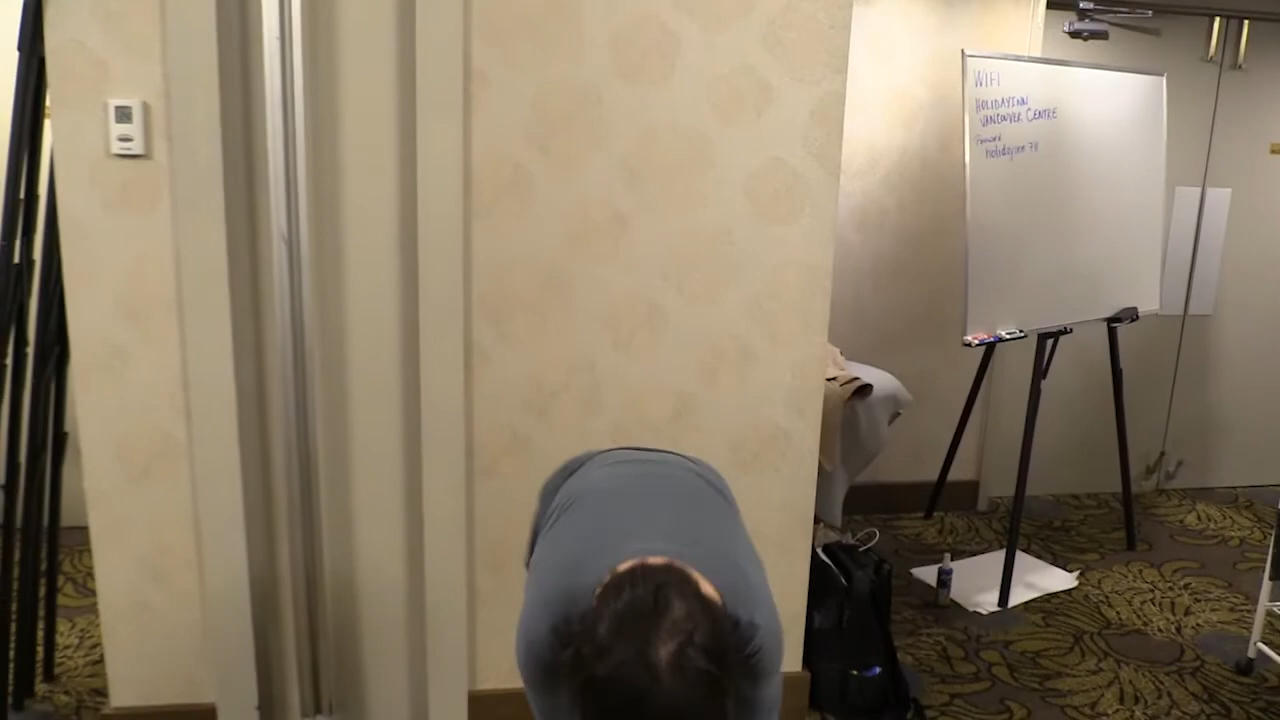 WIFI
HOLIDAYINN
VANCOUVER CENTRE
Password
holidayinn 711